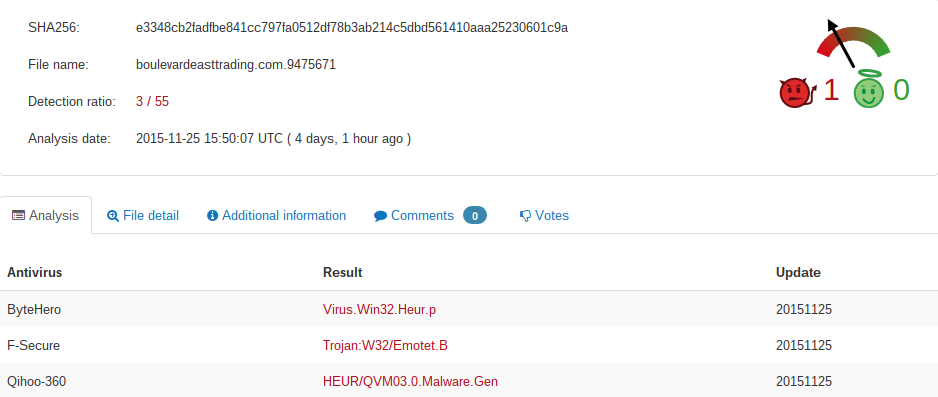 SHA256: e3348cb2fadfbe841cc797fa0512df78b3ab214c5dbd561410aaa25230601c9a
File name: boulevardeasttrading.com.9475671
Detection ratio: 3 / 55
Analysis date: 2015-11-25 15:50:07 UTC ( 4 days, 1 hour ago )
1 0
Analysis File detail Additional information Comments 0 Votes
Antivirus Result Update
ByteHero Virus.Win32.Heur.p 20151125
F-Secure Trojan:W32/Emotet.B 20151125
Qihoo-360 HEUR/QVM03.0.Malware.Gen 20151125